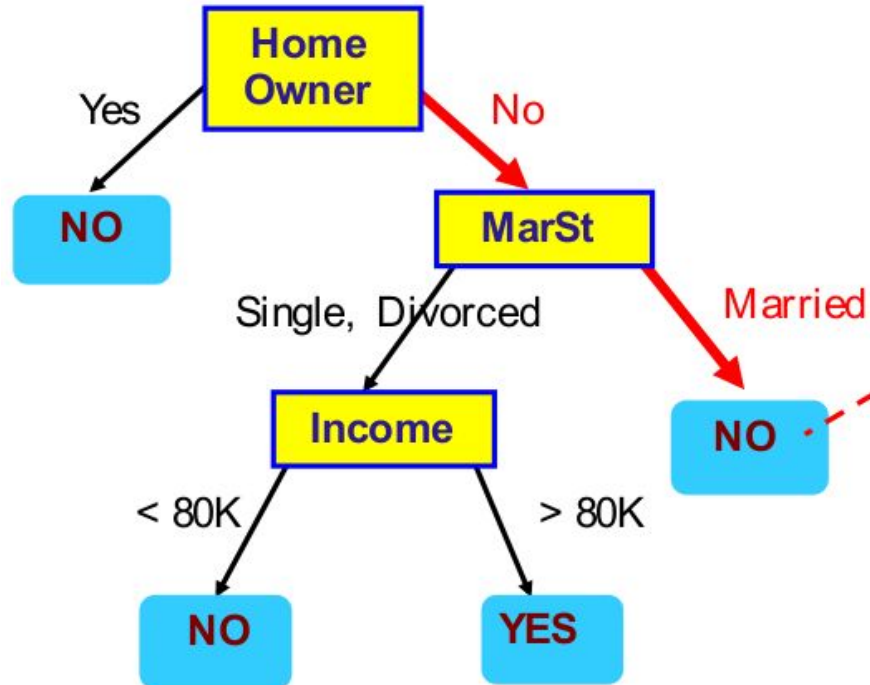 Home
Owner
Yes
No
NO
MarSt
Single, Divorced
Married
Income
NO
< 80K
> 80K
NO
YES